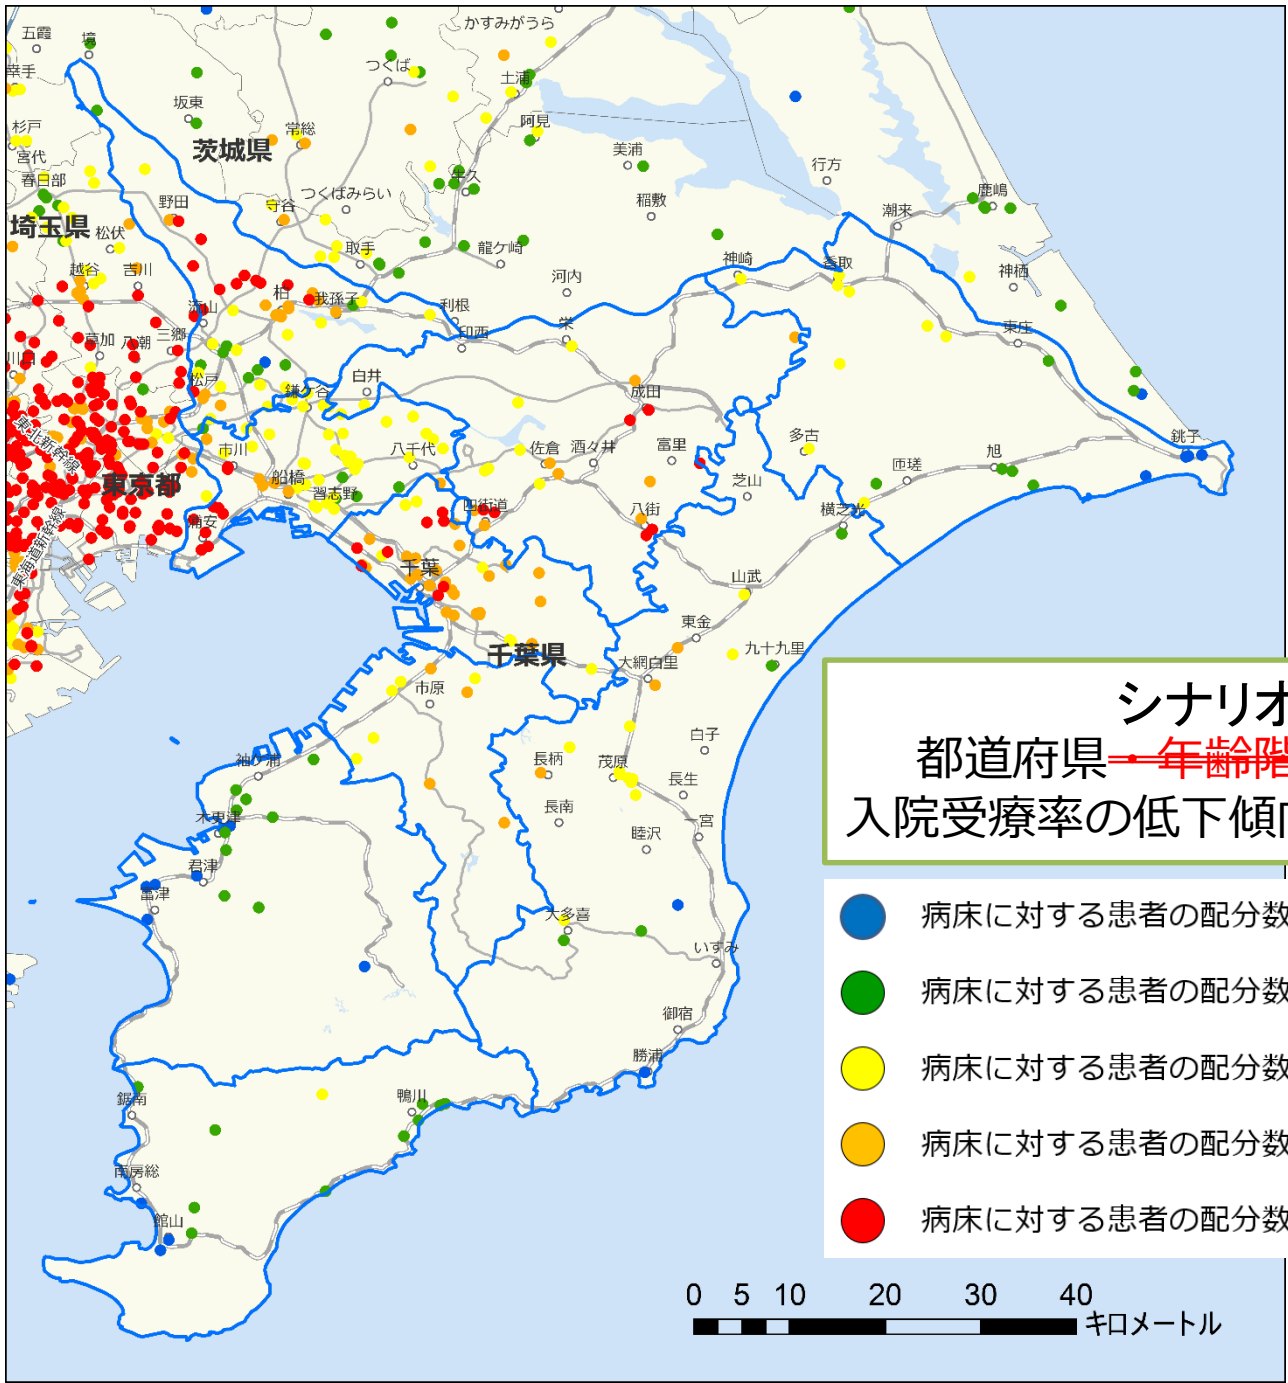 五霞
境
かすみがうら
幸手
つくば
土浦
坂東
杉戸
常総
阿見
宮代
茨城県
美浦
行方
春日部
牛久
つくばみらい
鹿嶋
野田
守谷
稲敷
潮来
埼玉県
松伏
取手
龍ケ崎
神崎
香取
越谷
吉川
柏
我孫子
河内
神栖
流山
利根
草加
八潮
三郷
印西
栄
東庄
川口
松戸
鎌ケ谷
白井
成田
東北新幹線
市川
八千代
佐倉
酒々井
富里
多古
旭
銚子
匝瑳
東京都
船橋
習志野
四街道
八街
芝山
横芝光
浦安
東海道新幹線
千葉
山武
東金
千葉県
大網白里
九十九里
市原
白子
シナリオ
都道府県・年齢階
入院受療率の低下傾向
袖ケ浦
長柄
茂原
長生
木更津
長南
一宮
睦沢
君津
富津
大多喜
いすみ
病床に対する患者の配分数
病床に対する患者の配分数
病床に対する患者の配分数
病床に対する患者の配分数
病床に対する患者の配分数
御宿
勝浦
鋸南
鴨川
南房総
館山
0 5 10 20 30 40
キロメートル